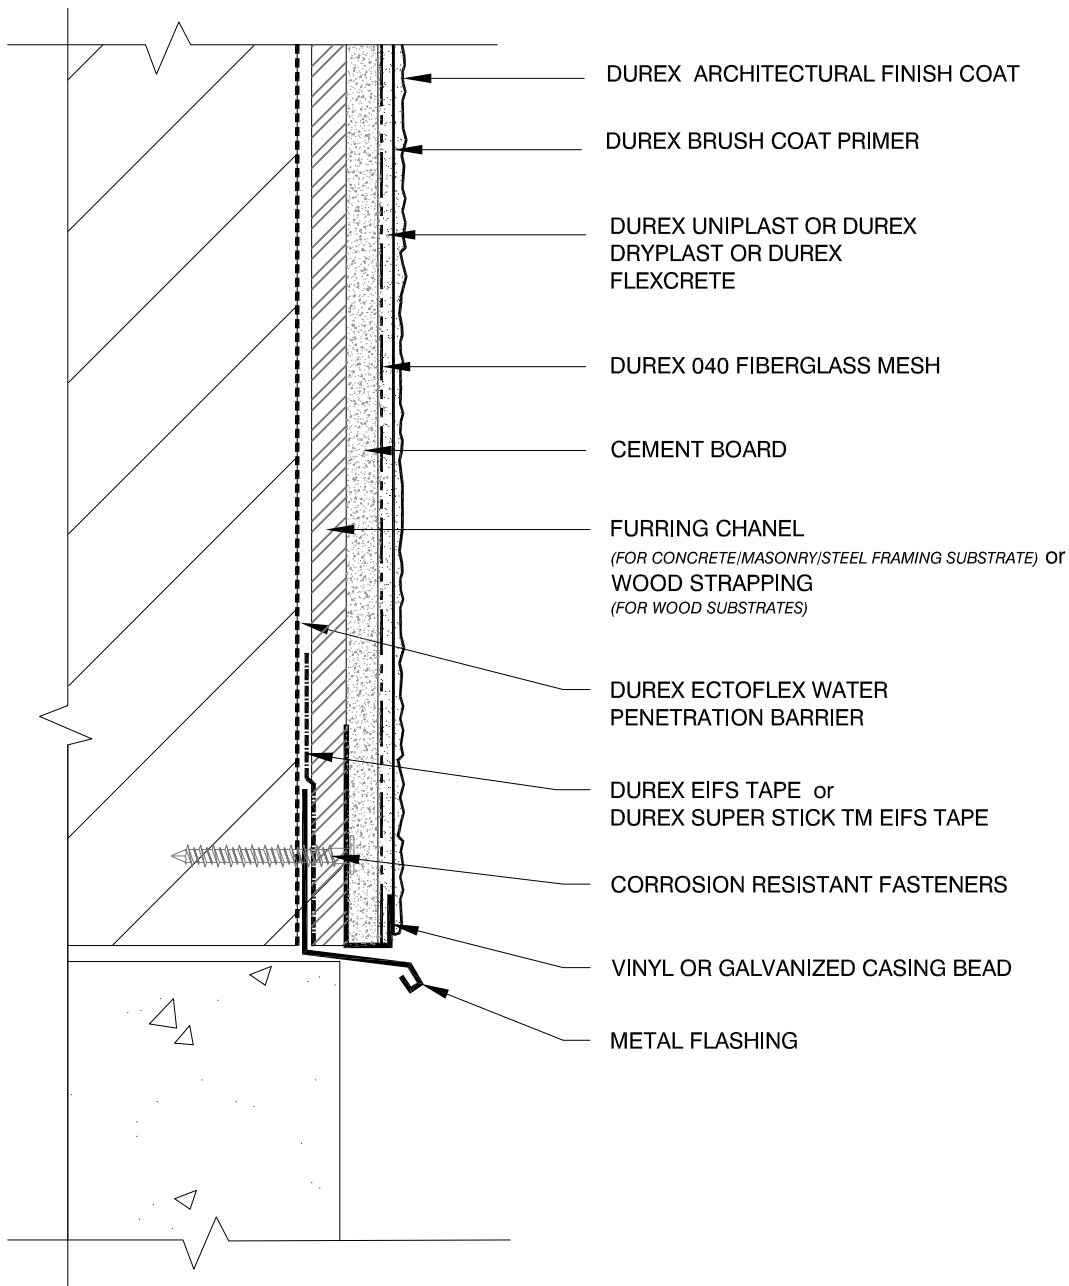 DUREX ARCHITECTURAL FINISH COAT
DUREX BRUSH COAT PRIMER
DUREX UNIPLAST OR DUREX
DRYPLAST OR DUREX
FLEXCRETE
DUREX 040 FIBERGLASS MESH
CEMENT BOARD
FURRING CHANEL
(FOR CONCRETE/MASONRY/STEEL FRAMING SUBSTRATE) or
WOOD STRAPPING
(FOR WOOD SUBSTRATES)
DUREX ECTOFLEX WATER
PENETRATION BARRIER
DUREX EIFS TAPE or
DUREX SUPER STICK TM EIFS TAPE
CORROSION RESISTANT FASTENERS
VINYL OR GALVANIZED CASING BEAD
METAL FLASHING